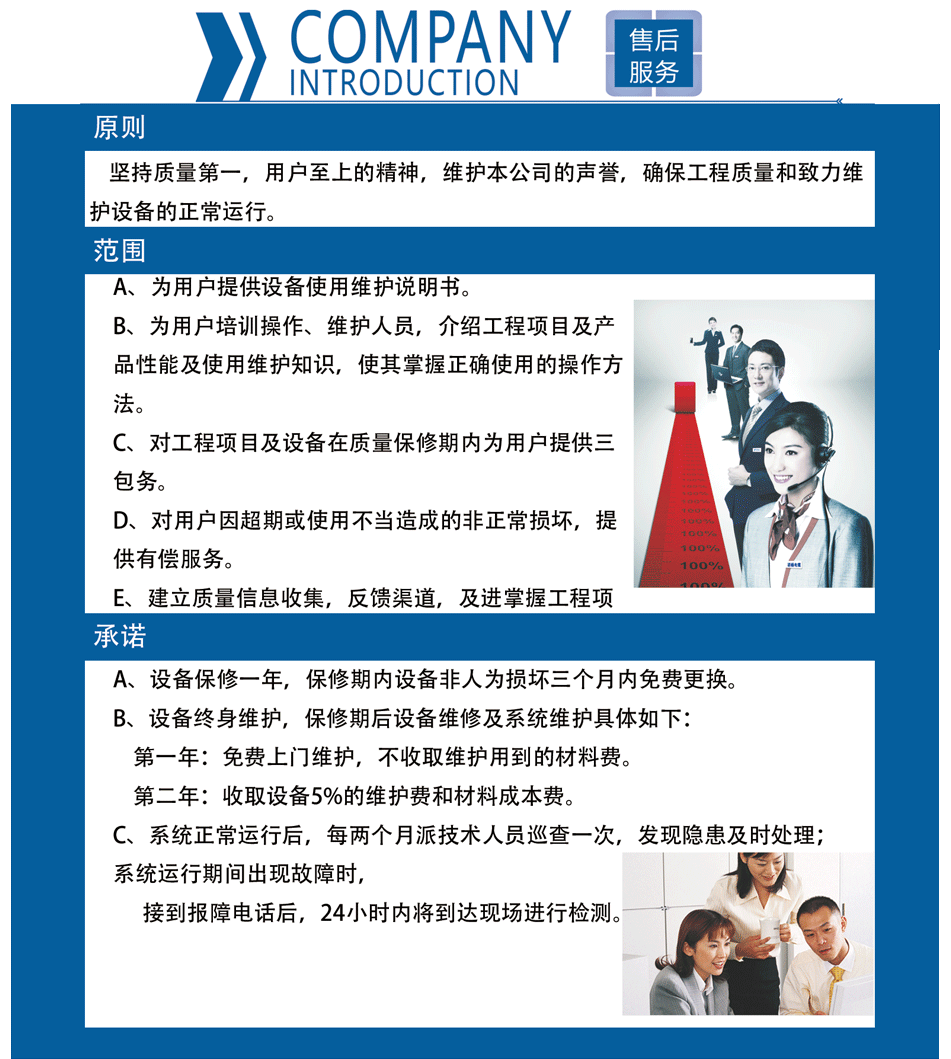 COMPANY
INTRODUCTION
售后
服务
原则
坚持质量第一，用户至上的精神，维护本公司的声誉，确保工程质量和致力维
护设备的正常运行。
范围
A、为用户提供设备使用维护说明书。
B、为用户培训操作、维护人员，介绍工程项目及产
品性能及使用维护知识，使其掌握正确使用的操作方
法。
C、对工程项目及设备在质量保修期内为用户提供三
包务。
D、对用户因超期或使用不当造成的非正常损坏，提
供有偿服务。
E、建立质量信息收集，反馈渠道，及进掌握工程项
100%
100%
100%
100%
100%
100%
承诺
A、设备保修一年，保修期内设备非人为损坏三个月内免费更换。
B、设备终身维护，保修期后设备维修及系统维护具体如下：
第一年：免费上门维护，不收取维护用到的材料费。
第二年：收取设备5%的维护费和材料成本费。
C、系统正常运行后，每两个月派技术人员巡查一次，发现隐患及时处理；
系统运行期间出现故障时，
接到报障电话后，24小时内将到达现场进行检测。